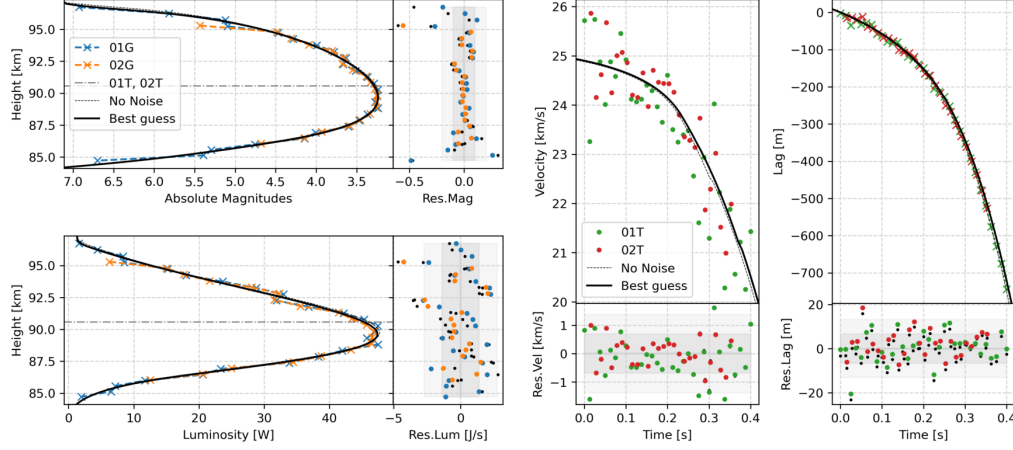 95.0
92.5
90.0
87.5
85.0
Height [km]
01G
02G
01T, 02T
No Noise
Best guess
7.0 6.5 6.0 5.5 5.0 4.5 4.0 3.5
Absolute Magnitudes
−0.5 0.0
Res.Mag
95.0
92.5
90.0
87.5
85.0
Height [km]
0 10 20 30 40
Luminosity [W]
−5 0
Res.Lum [J/s]
26
25
24
23
22
21
20
Velocity [km/s]
01T
02T
No Noise
Best guess
1
0
−1
Res.Vel [km/s]
0.0 0.1 0.2 0.3 0.4
Time [s]
0
−100
−200
−300
−400
−500
−600
−700
Lag [m]
20
0
−20
Res.Lag [m]
0.0 0.1 0.2 0.3 0.4
Time [s]